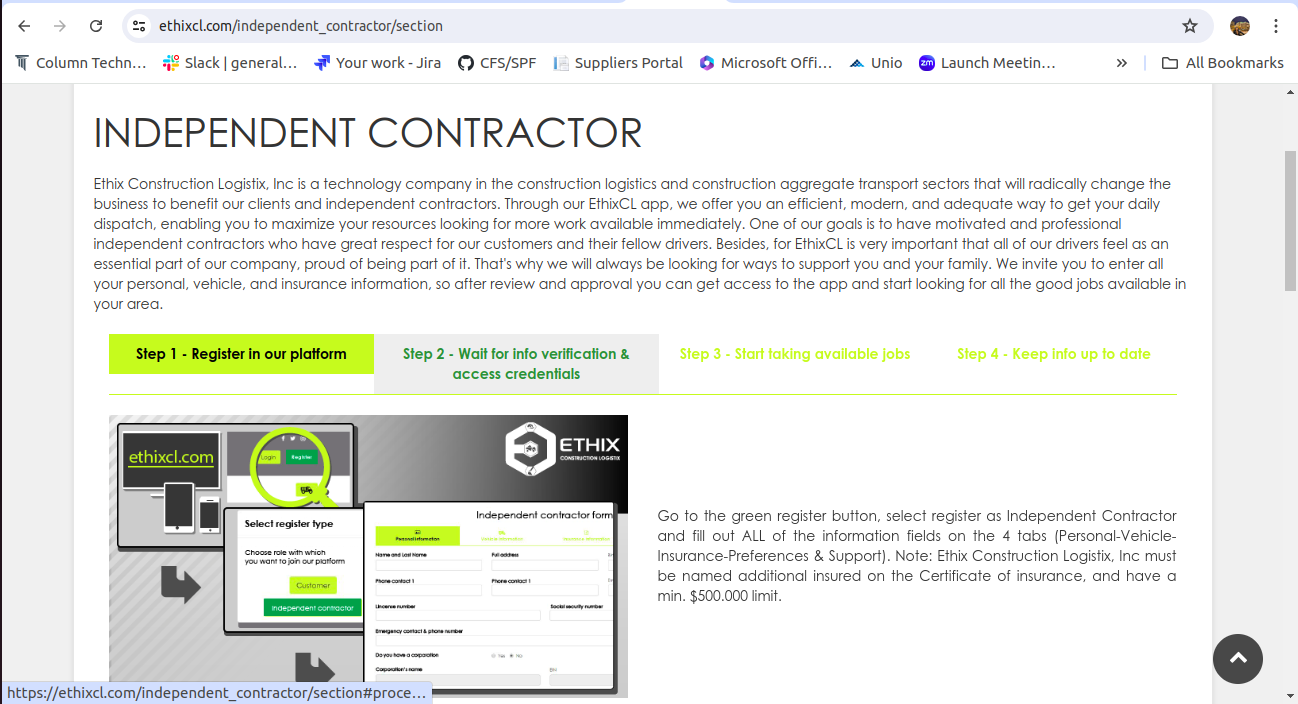 ethixcl.com/independent_contractor/section
Column Techn...
Slack | general...
Your work - Jira
CFS/SPF
Suppliers Portal
Microsoft Offi...
Unio
zm
Launch Meetin...
All Bookmarks
INDEPENDENT CONTRACTOR
Ethix Construction Logistix, Inc is a technology company in the construction logistics and construction aggregate transport sectors that will radically change the
business to benefit our clients and independent contractors. Through our EthixCL app, we offer you an efficient, modern, and adequate way to get your daily
dispatch, enabling you to maximize your resources looking for more work available immediately. One of our goals is to have motivated and professional
independent contractors who have great respect for our customers and their fellow drivers. Besides, for EthixCL is very important that all of our drivers feel as an
essential part of our company, proud of being part of it. That's why we will always be looking for ways to support you and your family. We invite you to enter all
your personal, vehicle, and insurance information, so after review and approval you can get access to the app and start looking for all the good jobs available in
your area.
Step 1 - Register in our platform
Step 2 - Wait for info verification &
access credentials
Step 3 - Start taking available jobs
Step 4 - Keep info up to date
ethixcl.com
Login
Register
ETHIX
CONSTRUCTION LOGISTIX
Select register type
Choose role with which
you want to join our platform
Customer
Independent contractor
Independent contractor form
Personal information
Name and Last Name
Full address
Phone contact 1
Phone contact 1
Lincense number
Social security number
Emergency contact & phone number
Do you have a corporation
Yes
No
Corporation's name
EIN
Go to the green register button, select register as Independent Contractor
and fill out ALL of the information fields on the 4 tabs (Personal-Vehicle-
Insurance-Preferences & Support). Note: Ethix Construction Logistix, Inc must
be named additional insured on the Certificate of insurance, and have a
min. $500.000 limit.
https://ethixcl.com/independent_contractor/section#proce...